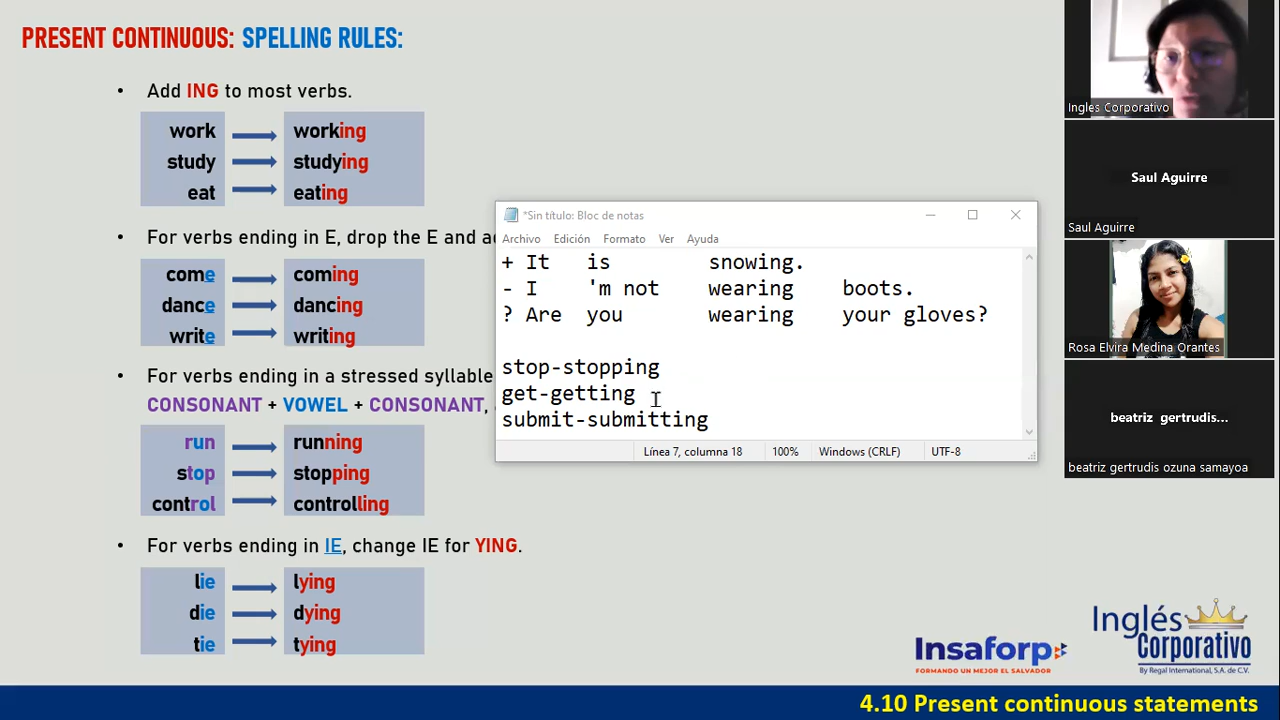 PRESENT CONTINUOUS: SPELLING RULES:
• Add ING to most verbs.
work working
study studying
eat eating
• For verbs ending in E, drop the E and
come coming
dance dancing
write writing
• For verbs ending in a stressed syllable
CONSONANT + VOWEL + CONSONANT,
run running
stop stopping
control controlling
• For verbs ending in IE, change IE for YING.
lie lying
die dying
tie tying
*Sin título: Bloc de notas
Archivo Edición Formato Ver Ayuda
+ It is snowing.
- I 'm not wearing boots.
? Are you wearing your gloves?
stop-stopping
get-getting
submit-submitting
Línea 7, columna 18 100% Windows (CRLF) UTF-8
Ingles Corporativo
Saul Aguirre
Saul Aguirre
Rosa Elvira Medina Orantes
beatriz gertrudis...
beatriz gertrudis ozuna samayoa
Insaforp
FORMANDO UN MEJOR EL SALVADOR
Inglés
Corporativo
By Regal International, S.A. de C.V.
4.10 Present continuous statements